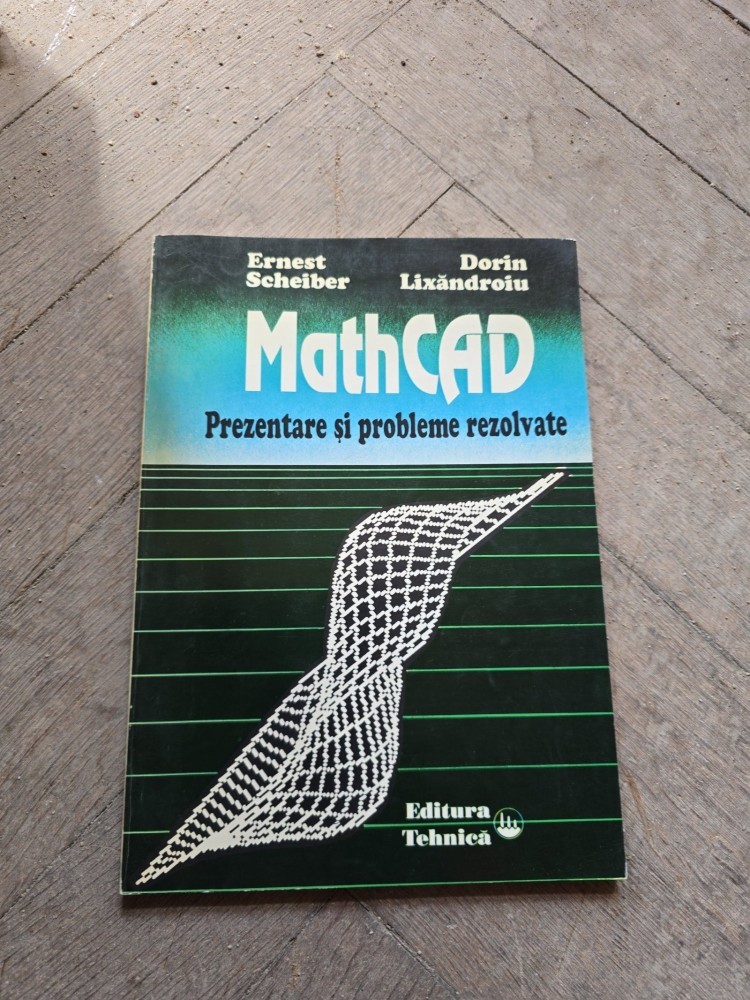 Ernest
Scheiber
Dorin
Lixăndroiu
MathCAD
Prezentare și probleme rezolvate
Editura
Tehnică